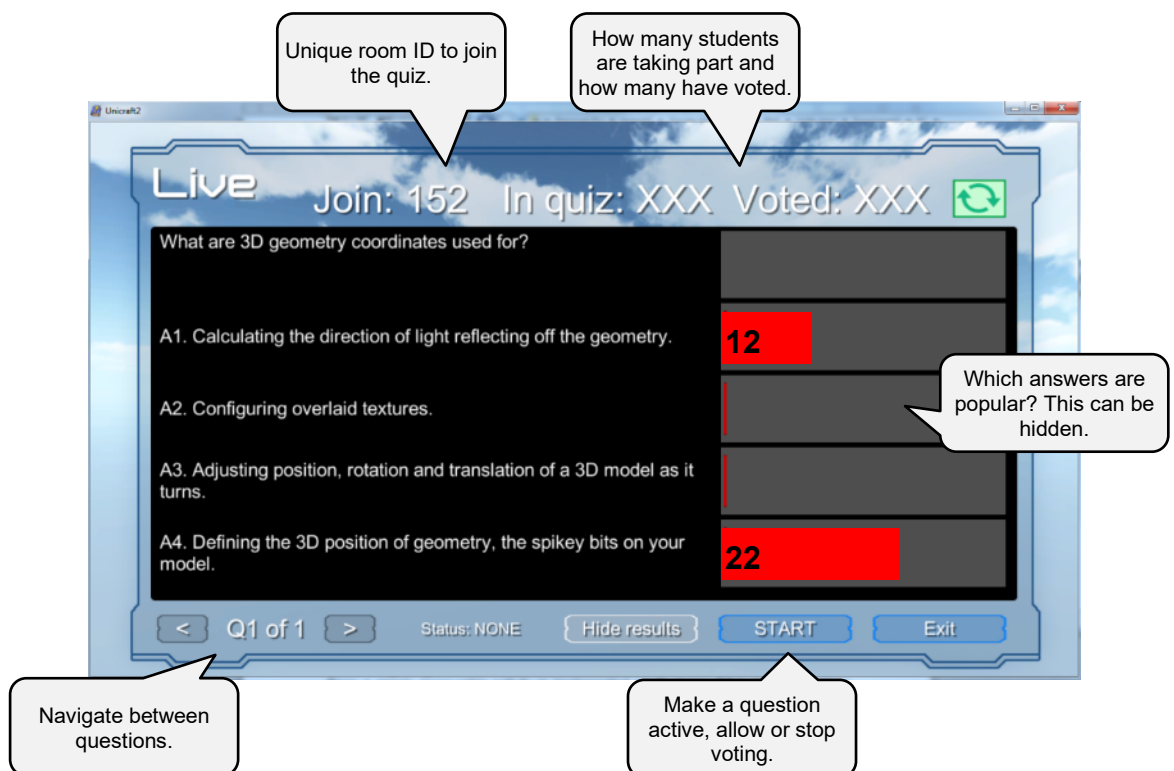 Unique room ID to join
the quiz.
How many students
are taking part and
how many have voted.
Unicraft2
Live
Join: 152 In quiz: XXX Voted: XXX
What are 3D geometry coordinates used for?
A1. Calculating the direction of light reflecting off the geometry.
12
A2. Configuring overlaid textures.
Which answers are
popular? This can be
hidden.
A3. Adjusting position, rotation and translation of a 3D model as it
turns.
A4. Defining the 3D position of geometry, the spikey bits on your
model.
22
< Q1 of 1 > Status: NONE Hide results START Exit
Navigate between
questions.
Make a question
active, allow or stop
voting.